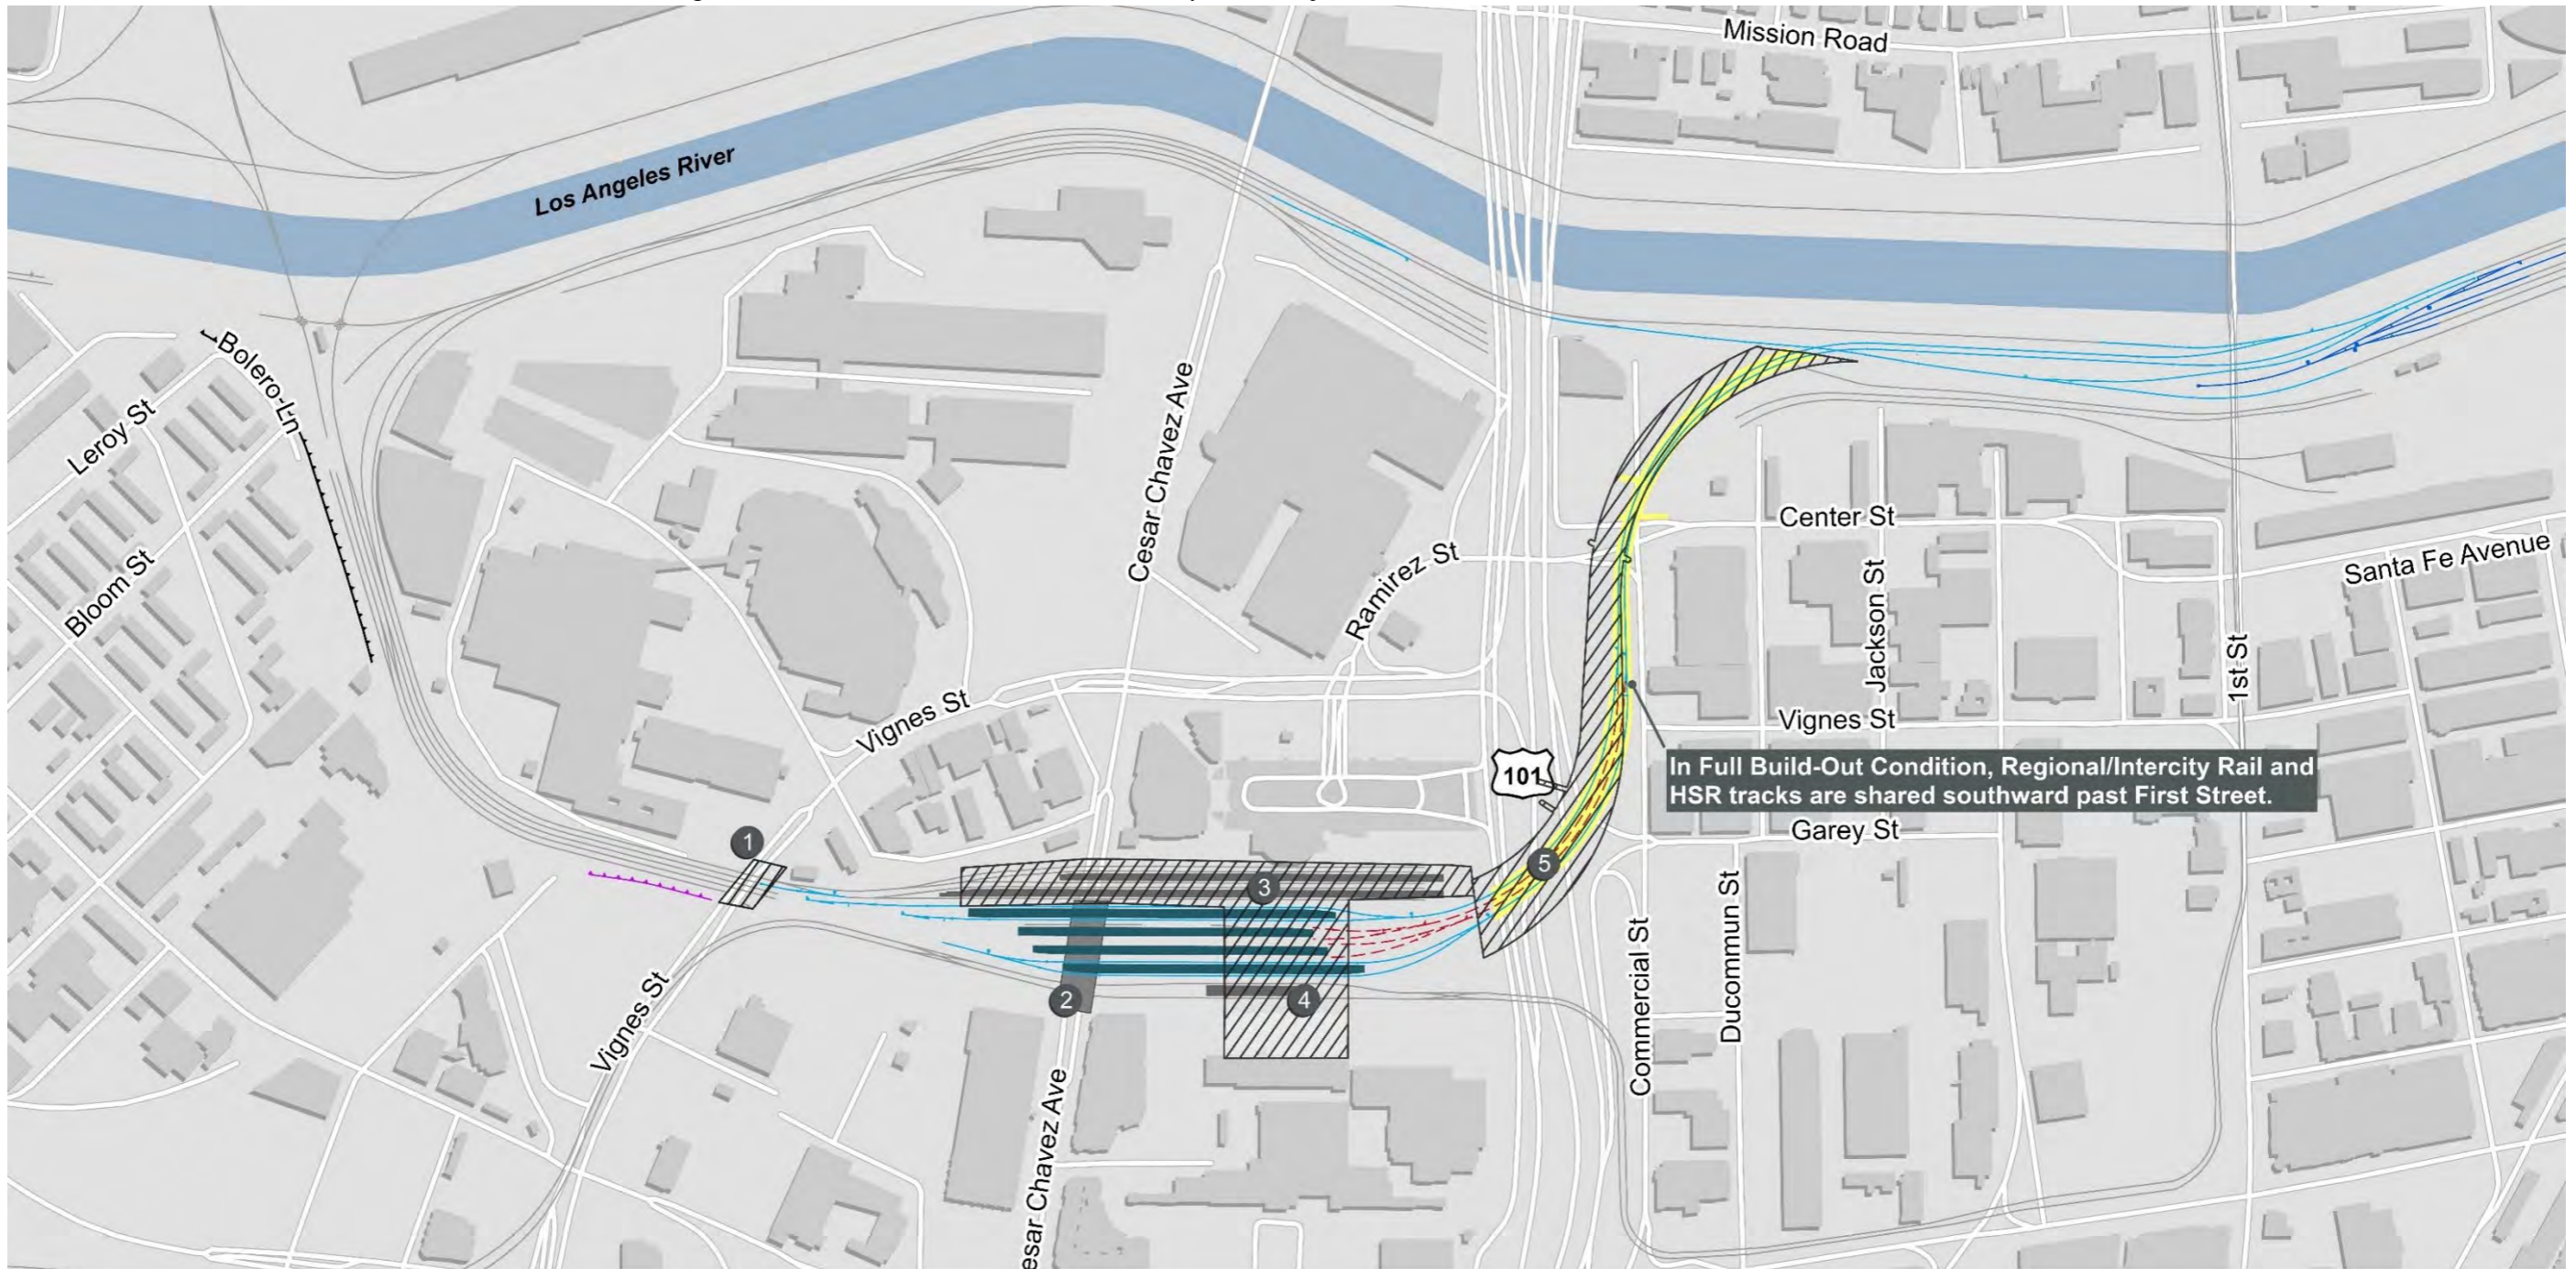 Mission Road
Los Angeles River
Bolero Ln
Leroy St
Cesar Chavez Ave
Center St
Santa Fe Avenue
Ramirez St
Bloom St
Jackson St
1st St
Vignes St
Vignes St
101
In Full Build-Out Condition, Regional/Intercity Rail and
HSR tracks are shared southward past First Street.
Garey St
1
5
3
Commercial St
Ducommun St
2
4
Vignes St
esar Chavez Ave